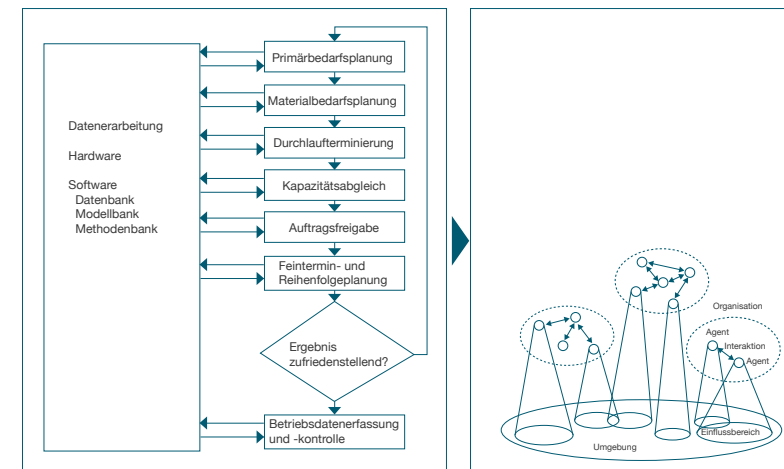 Datenerarbeitung
Hardware
Software
Datenbank
Modellbank
Methodenbank
Primärbedarfsplanung
Materialbedarfsplanung
Durchlaufterminierung
Kapazitätsabgleich
Auftragsfreigabe
Feintermin- und
Reihenfolgeplanung
Ergebnis
zufriedenstellend?
Betriebsdatenerfassung
und -kontrolle
Organisation
Agent
Interaktion
Agent
Einflussbereich
Umgebung